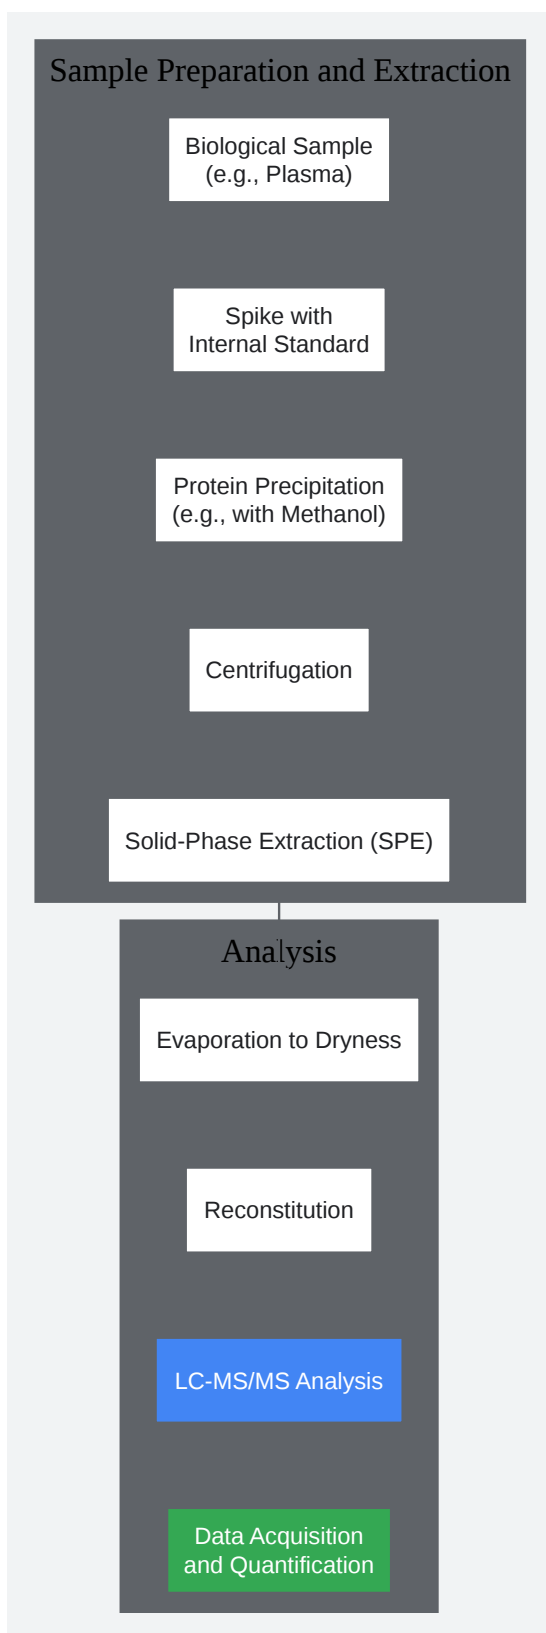 Sample Preparation and Extraction
Biological Sample
(e.g., Plasma)
Spike with
Internal Standard
Protein Precipitation
(e.g., with Methanol)
Centrifugation
Solid-Phase Extraction (SPE)
Analysis
Evaporation to Dryness
Reconstitution
LC-MS/MS Analysis
Data Acquisition
and Quantification